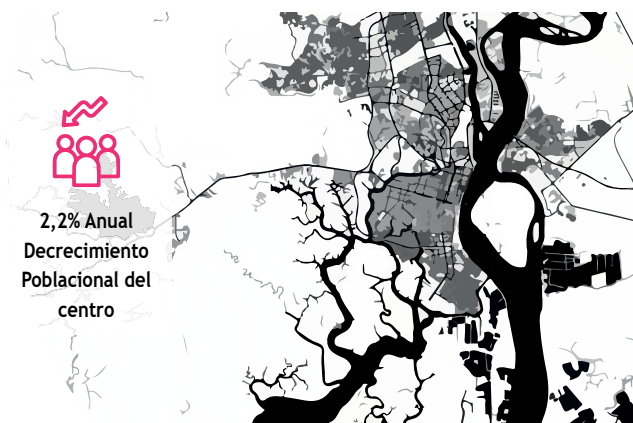 2,2% Anual
Decrecimiento
Poblacional del
centro